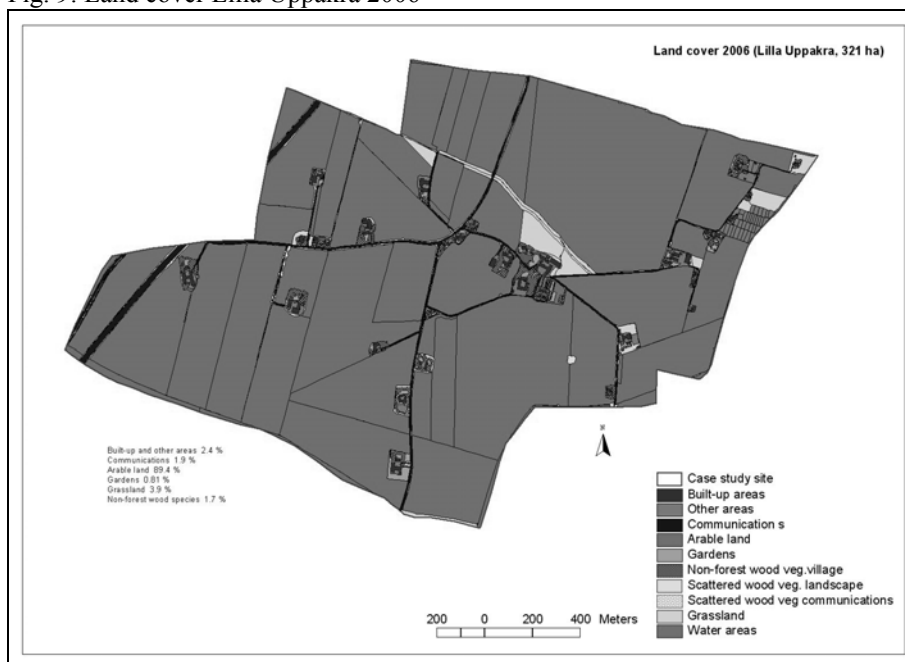 Fig. 9. Land cover Lilla Uppakra 2006
Land cover 2006 (Lilla Uppakra, 321 ha)
Built-up and other areas 2.4 %
Communications 1.9 %
Arable land 89.4 %
Gardens 0.81 %
Grassland 3.9 %
Non-forest wood species 1.7 %
N
Case study site
Built-up areas
Other areas
Communication s
Arable land
Gardens
Non-forest wood veg.village
Scattered wood veg. landscape
Scattered wood veg communications
Grassland
Water areas
200 0 200 400 Meters